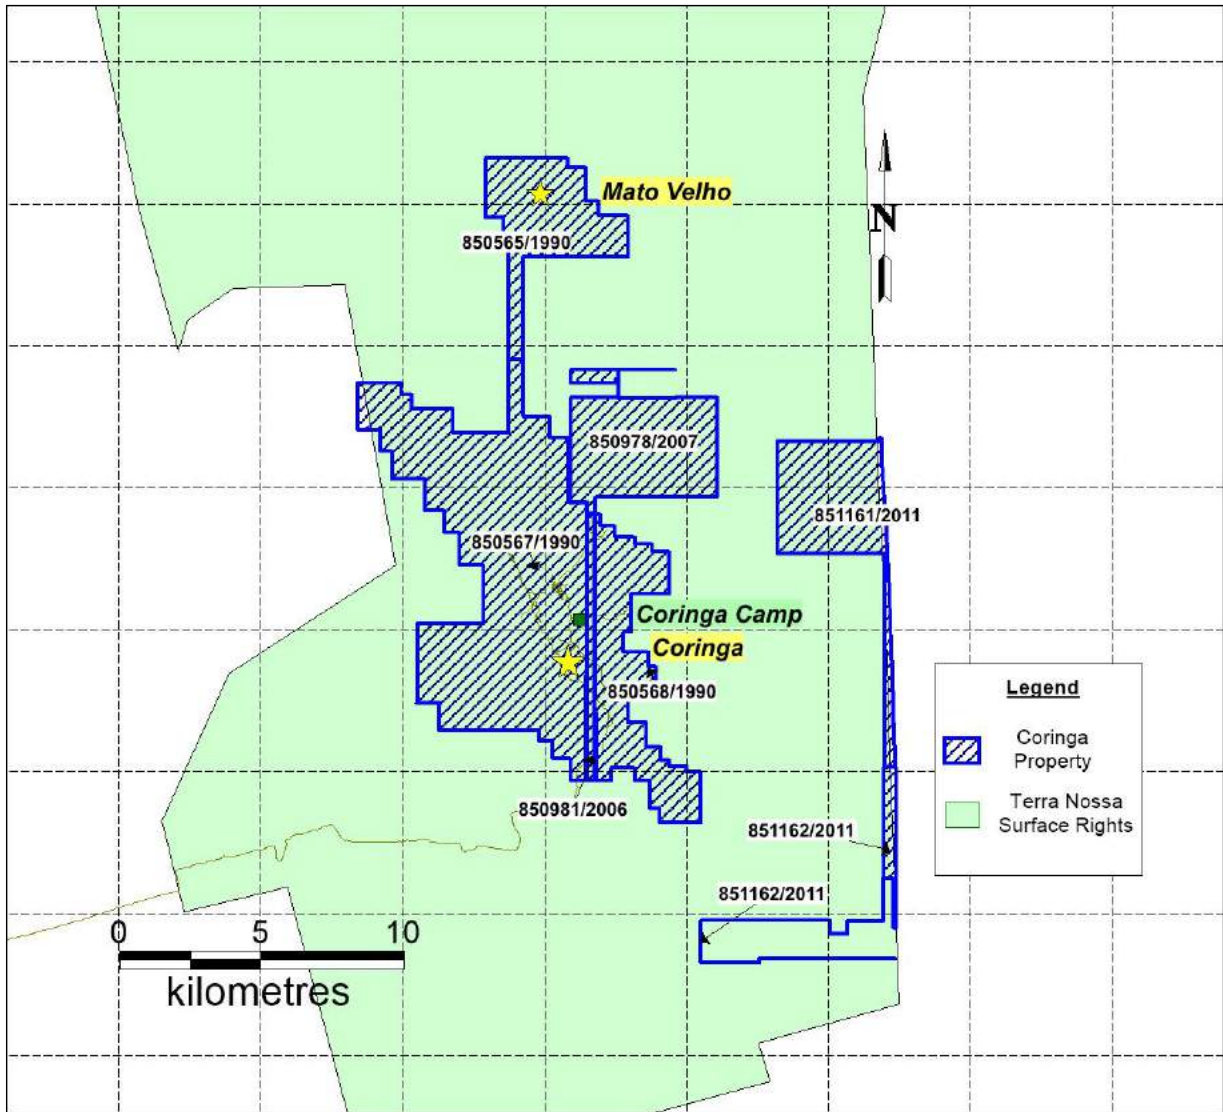 Mato Velho
N
850565/1990
850978/2007
851161/2011
850567/1990
Coringa Camp
Coringa
850568/1990
850981/2006
851162/2011
851162/2011
Legend
Coringa
Property
Terra Nossa
Surface Rights
0 5 10
kilometres